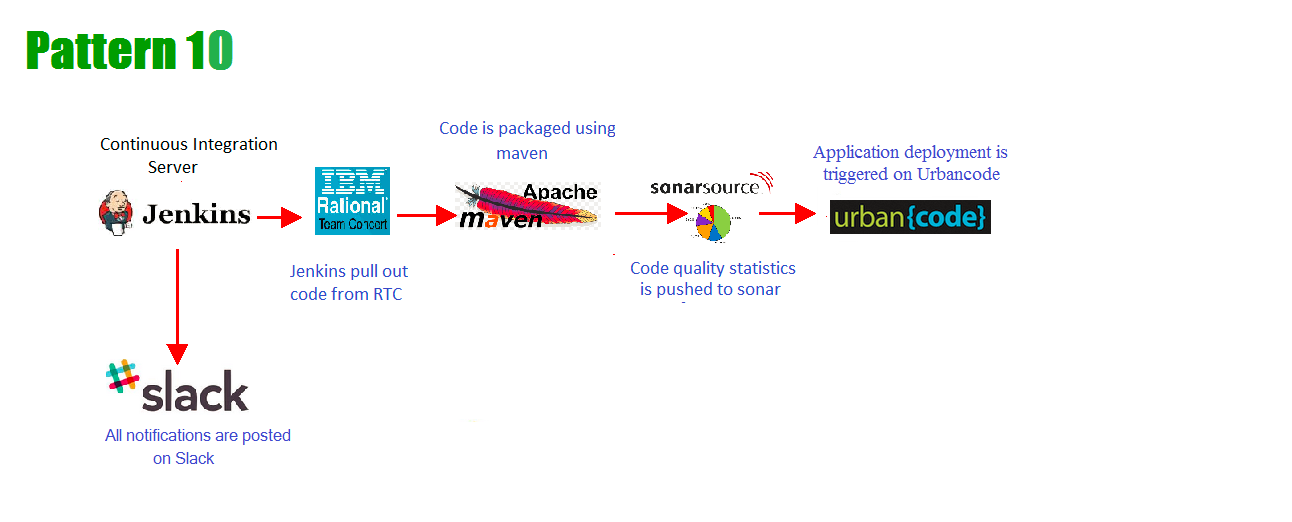 Pattern 10
Continuous Integration
Server
Jenkins
IBM
Rational
Team Concert
Jenkins pull out
code from RTC
Code is packaged using
maven
Apache
maven
sonarsource
Code quality statistics
is pushed to sonar
Application deployment is
triggered on Urbancode
urban{code}
slack
All notifications are posted
on Slack